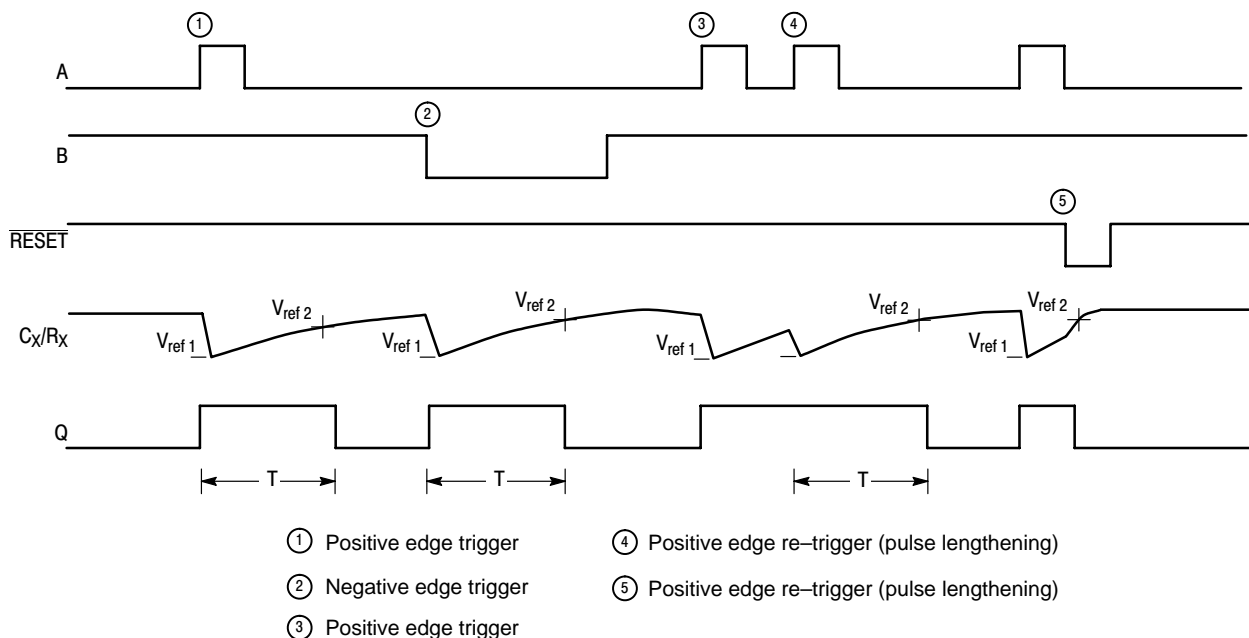 ① ③ ④
A
②
B
⑤
RESET
Vref 2 Vref 2 Vref 2 Vref 2
CX/RX
Vref 1 Vref 1 Vref 1 Vref 1
Q
T T T
① Positive edge trigger
② Negative edge trigger
③ Positive edge trigger
④ Positive edge re–trigger (pulse lengthening)
⑤ Positive edge re–trigger (pulse lengthening)